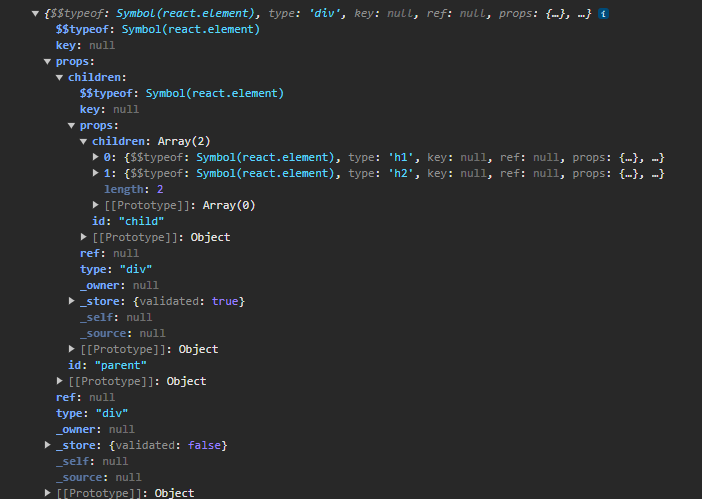 {$$typeof: Symbol(react.element), type: 'div', key: null, ref: null, props: {…}, …} i
$$typeof: Symbol(react.element)
key: null
props:
children:
$$typeof: Symbol(react.element)
key: null
props:
children: Array(2)
0: {$$typeof: Symbol(react.element), type: 'h1', key: null, ref: null, props: {…}, …}
1: {$$typeof: Symbol(react.element), type: 'h2', key: null, ref: null, props: {…}, …}
length: 2
[[Prototype]]: Array(0)
id: "child"
[[Prototype]]: Object
ref: null
type: "div"
_owner: null
_store: {validated: true}
_self: null
_source: null
[[Prototype]]: Object
id: "parent"
[[Prototype]]: Object
ref: null
type: "div"
_owner: null
_store: {validated: false}
_self: null
_source: null
[[Prototype]]: Object